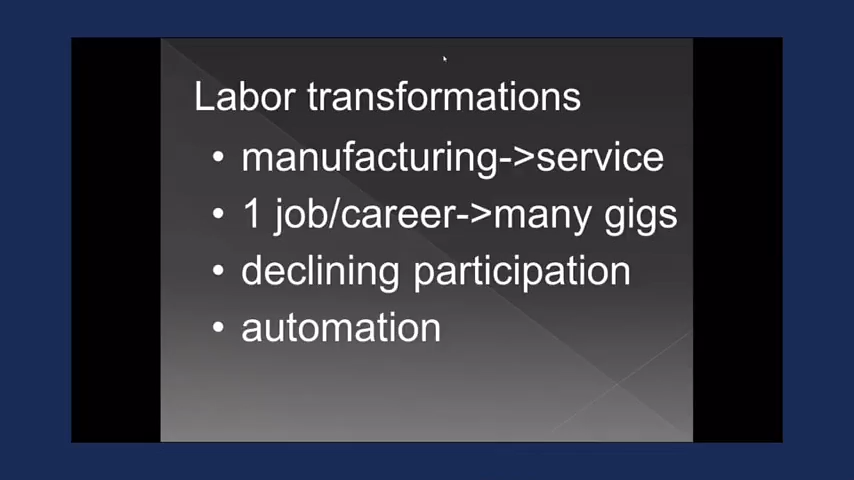 Labor transformations
• manufacturing->service
• 1 job/career->many gigs
• declining participation
• automation